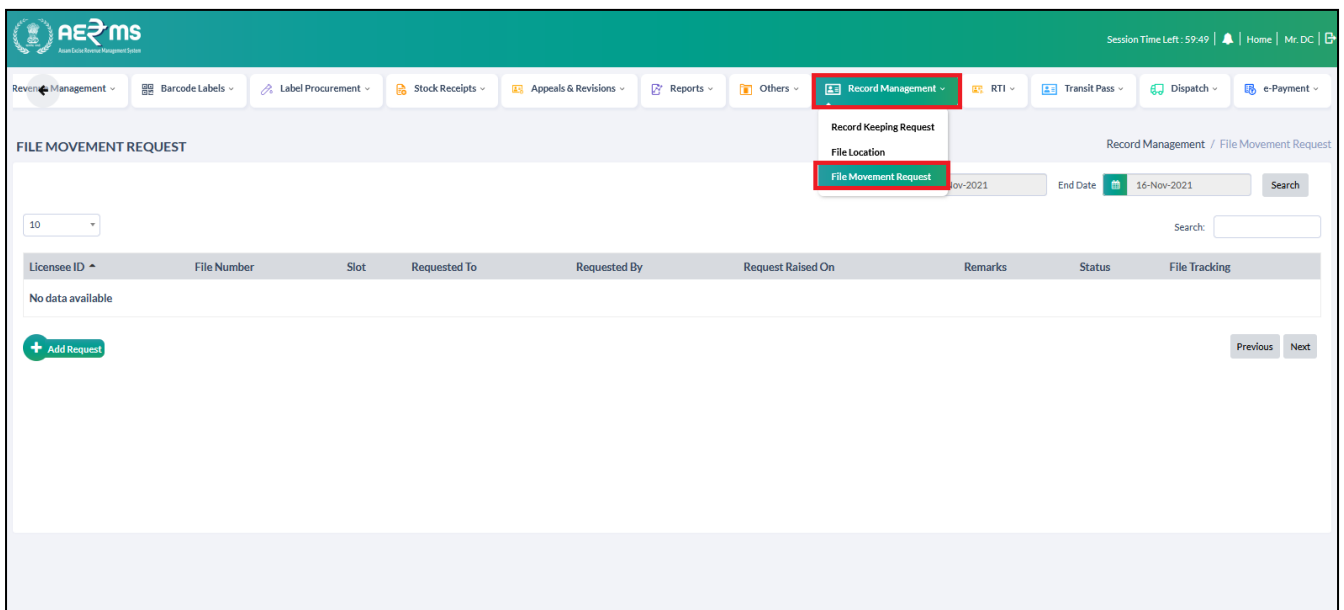 AERMS
Assam Excise Revenue Management System
Session Time Left : 59:49 | Home | Mr. DC
Management Barcode Labels Label Procurement Stock Receipts Appeals & Revisions Reports Others Record Management RTI Transit Pass Dispatch e-Payment
Record Keeping Request
File Location
File Movement Request
FILE MOVEMENT REQUEST
Record Management / File Movement Request
ov-2021 End Date 16-Nov-2021 Search
10
Search:
Licensee ID File Number Slot Requested To Requested By Request Raised On Remarks Status File Tracking
No data available
+ Add Request
Previous Next